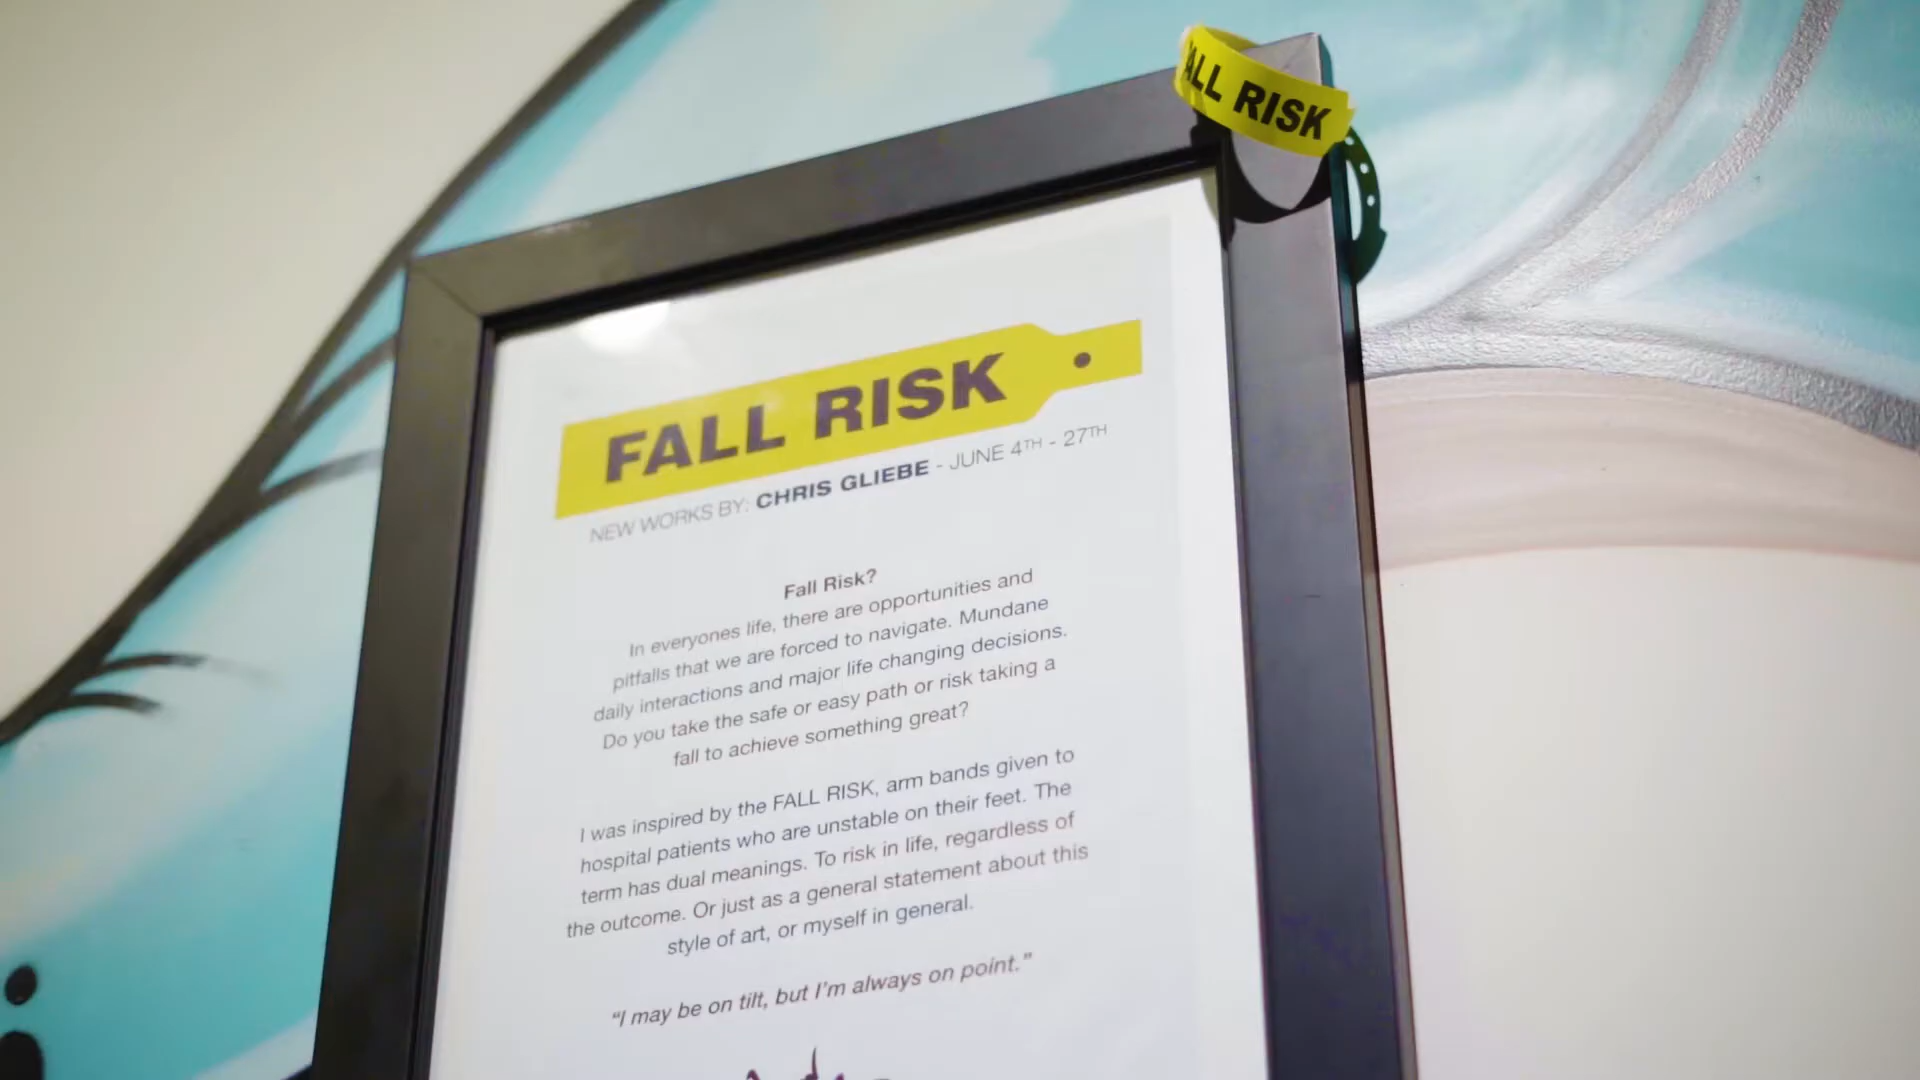 ALL RISK
FALL RISK
NEW WORKS BY: CHRIS GLIEBE - JUNE 4TH - 27TH
Fall Risk?
In everyones life, there are opportunities and
pitfalls that we are forced to navigate. Mundane
daily interactions and major life changing decisions.
Do you take the safe or easy path or risk taking a
fall to achieve something great?
I was inspired by the FALL RISK, arm bands given to
hospital patients who are unstable on their feet. The
term has dual meanings. To risk in life, regardless of
the outcome. Or just as a general statement about this
style of art, or myself in general.
“I may be on tilt, but I’m always on point.”